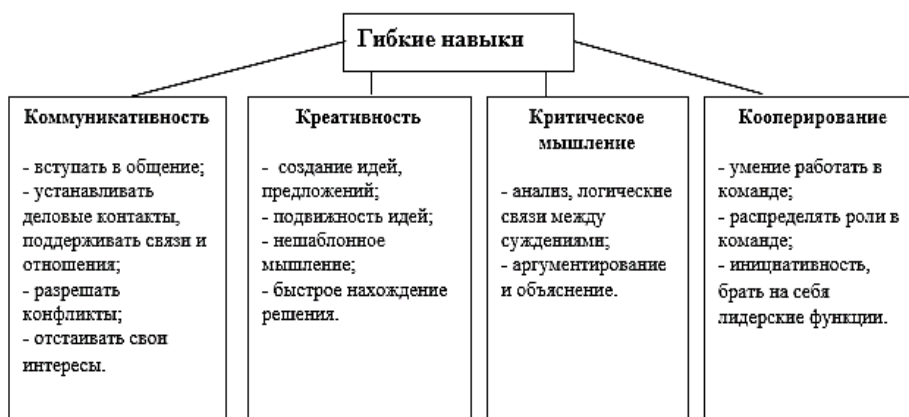 Гибкие навыки
Коммуникативность
- вступать в общение;
- устанавливать
деловые контакты,
поддерживать связи и
отношения;
- разрешать
конфликты;
- отстаивать свои
интересы.
Креативность
- создание идей,
предложений;
- подвижность идей;
- нешаблонное
мышление;
- быстрое нахождение
решения.
Критическое
мышление
- анализ, логические
связи между
суждениями;
- аргументирование
и объяснение.
Кооперирование
- умение работать в
команде;
- распределять роли в
команде;
- инициативность,
брать на себя
лидерские функции.